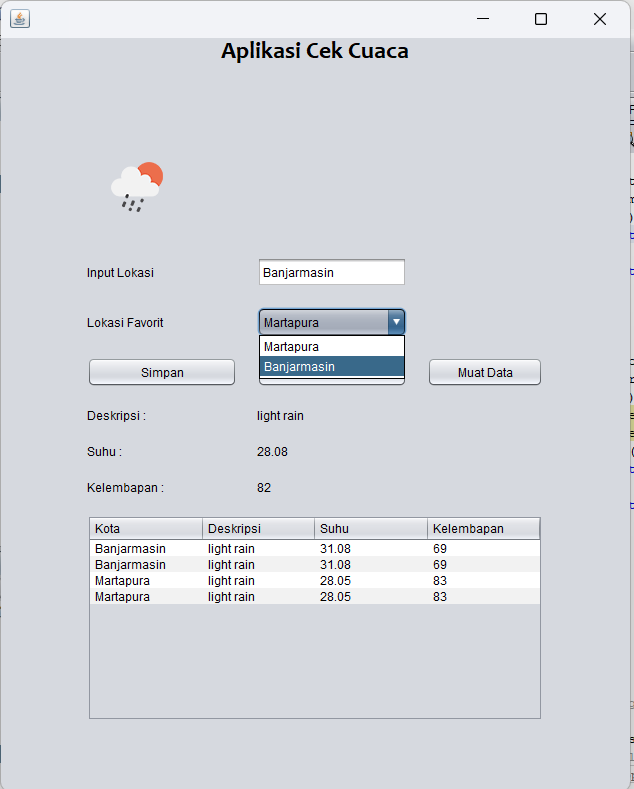 Aplikasi Cek Cuaca
Input Lokasi Banjarmasin
Lokasi Favorit Martapura
Martapura
Banjarmasin
Simpan Muat Data
Deskripsi : light rain
Suhu : 28.08
Kelembapan : 82
Kota Deskripsi Suhu Kelembapan
Banjarmasin light rain 31.08 69
Banjarmasin light rain 31.08 69
Martapura light rain 28.05 83
Martapura light rain 28.05 83